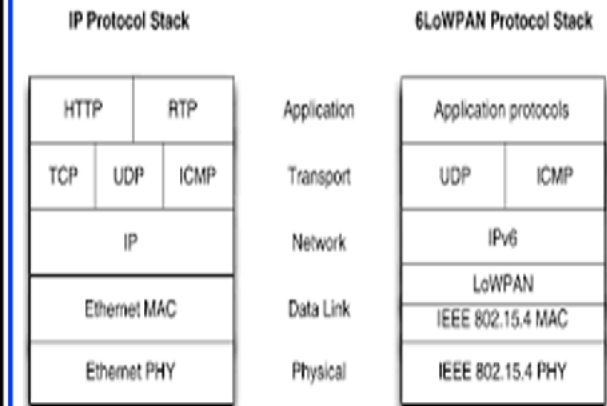 IP Protocol Stack
6LoWPAN Protocol Stack
HTTP RTP Application Application protocols
TCP UDP ICMP Transport UDP ICMP
IP Network IPv6
LoWPAN
Ethernet MAC Data Link IEEE 802.15.4 MAC
Ethernet PHY Physical IEEE 802.15.4 PHY